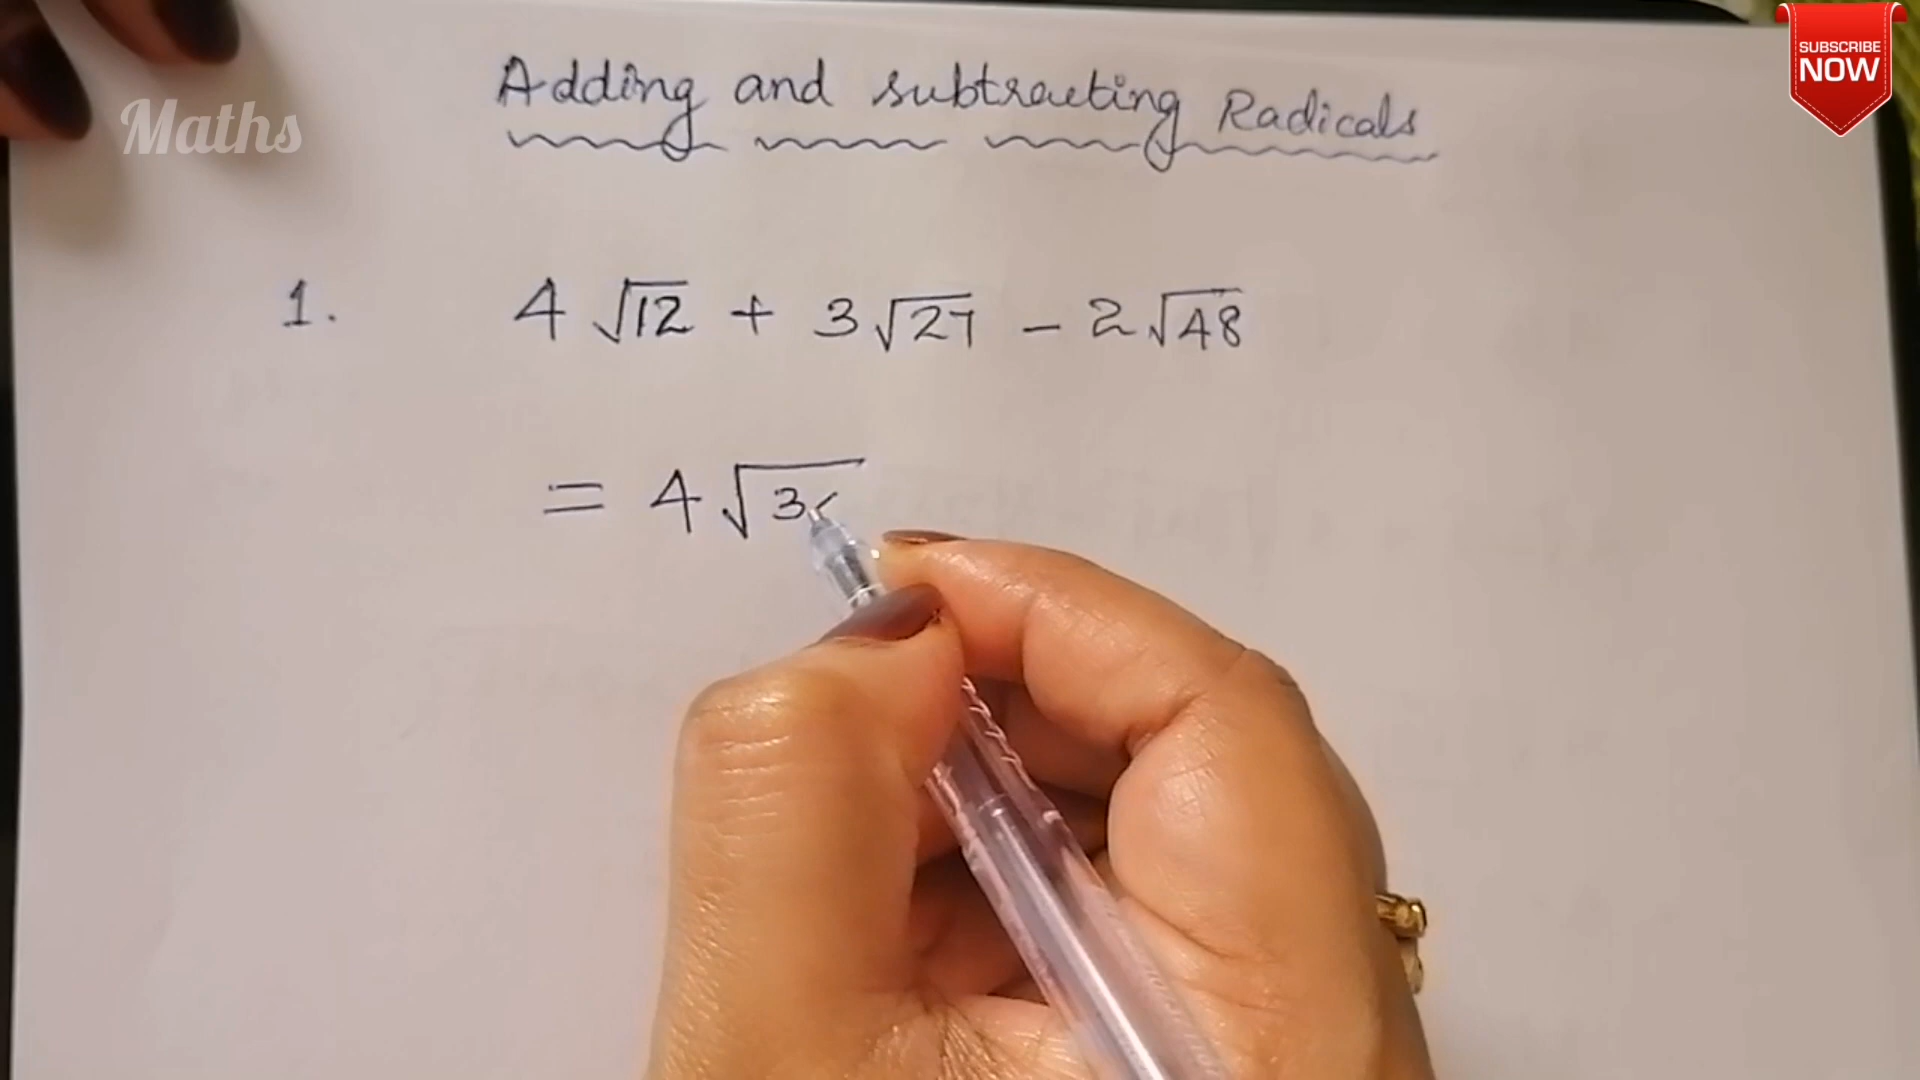 SUBSCRIBE
NOW
Maths
Adding and subtracting Radicals
1. 4√12 + 3√27 - 2√48
= 4√3